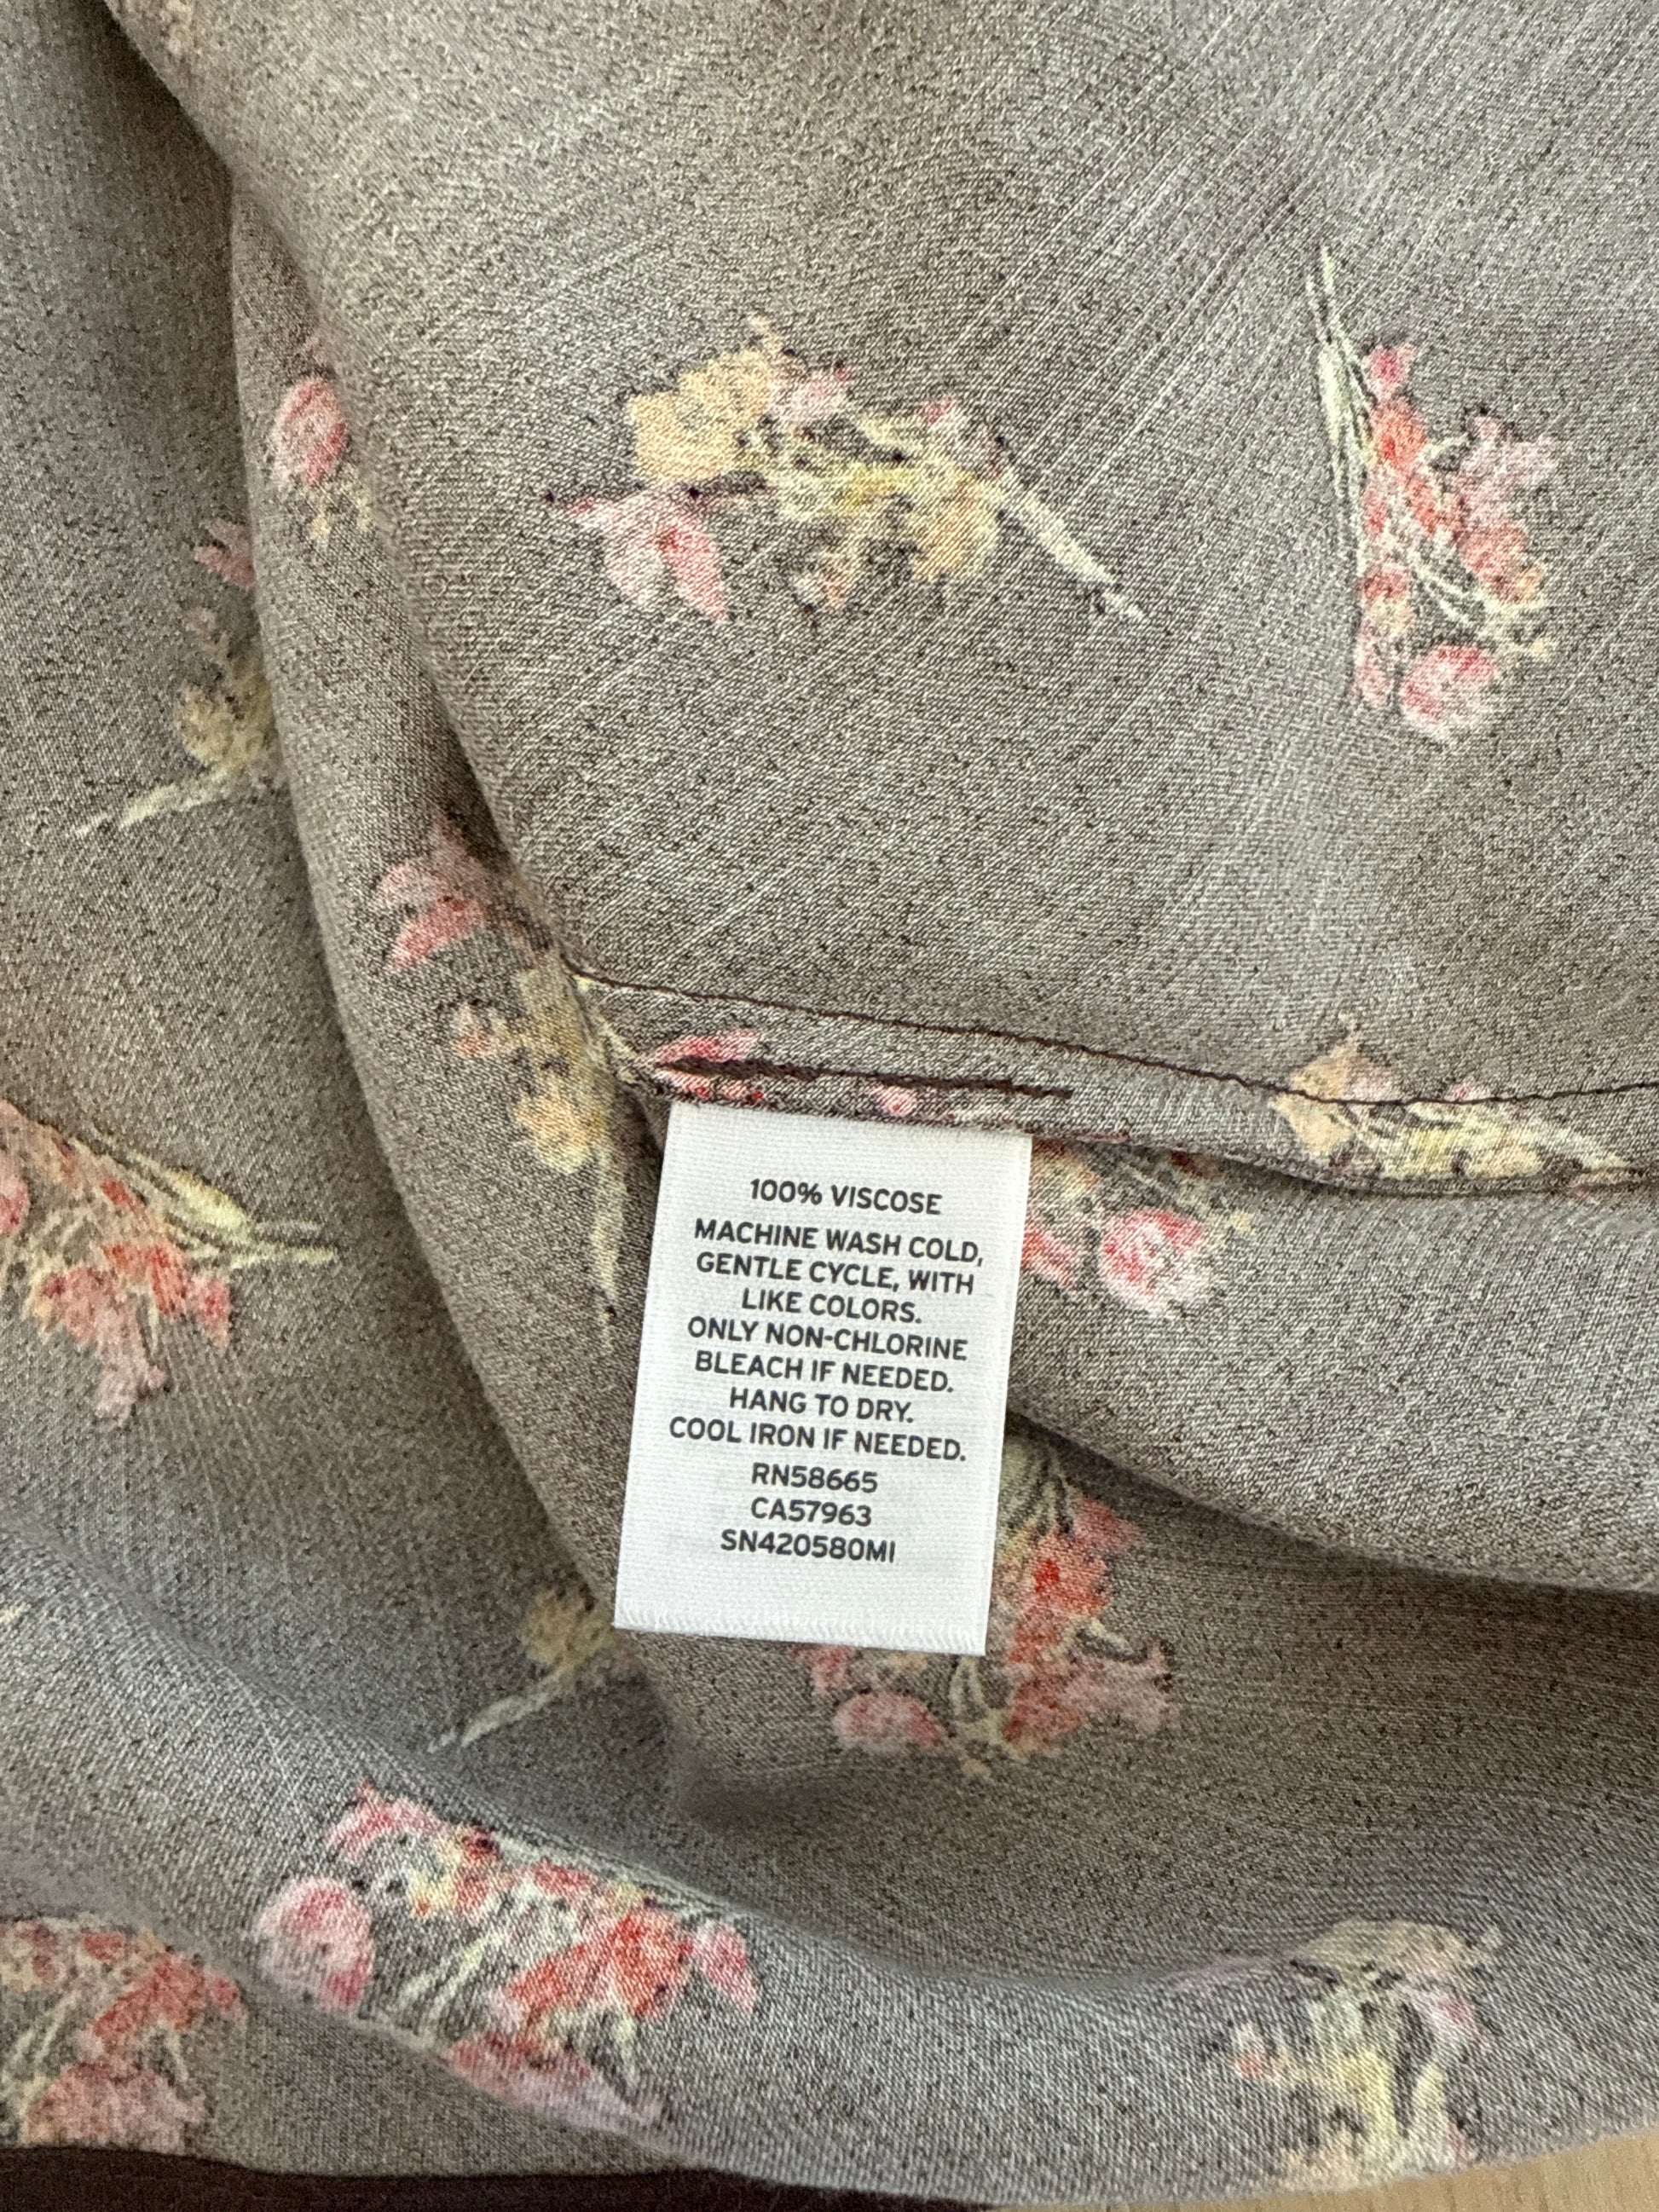 100% VISCOSE
MACHINE WASH COLD,
GENTLE CYCLE, WITH
LIKE COLORS.
ONLY NON-CHLORINE
BLEACH IF NEEDED.
HANG TO DRY.
COOL IRON IF NEEDED.
RN58665
CA57963
SN420580MI